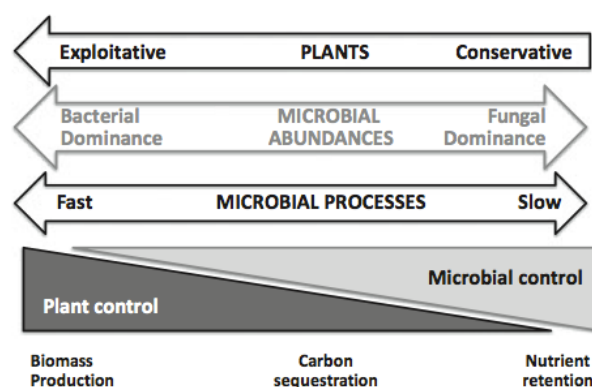 Exploitative PLANTS Conservative
Bacterial MICROBIAL Fungal
Dominance ABUNDANCES Dominance
Fast MICROBIAL PROCESSES Slow
Microbial control
Plant control
Biomass Carbon Nutrient
Production sequestration retention